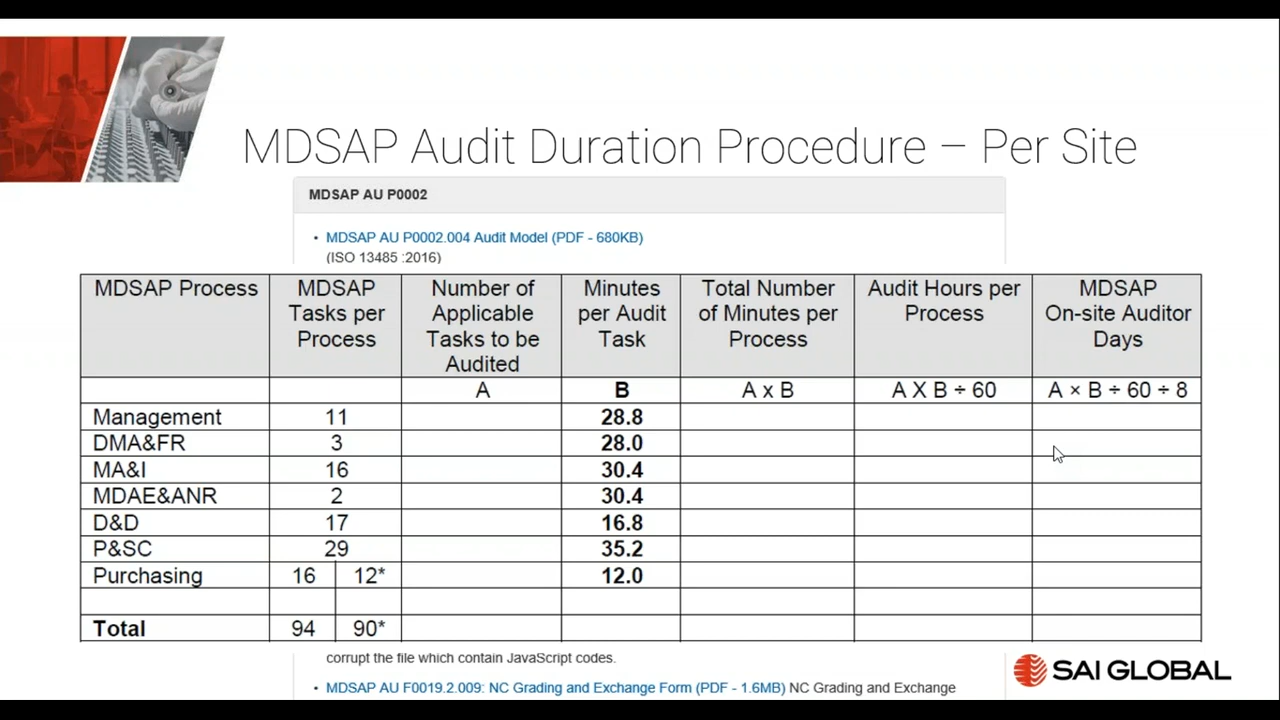 MDSAP Audit Duration Procedure – Per Site
MDSAP AU P0002
• MDSAP AU P0002.004 Audit Model (PDF - 680KB)
(ISO 13485 :2016)
MDSAP Process MDSAP Tasks per Process Number of Applicable Tasks to be Audited Minutes per Audit Task Total Number of Minutes per Process Audit Hours per Process MDSAP On-site Auditor Days
A B A x B A X B ÷ 60 A × B ÷ 60 ÷ 8
Management 11 28.8
DMA&FR 3 28.0
MA&I 16 30.4
MDAE&ANR 2 30.4
D&D 17 16.8
P&SC 29 35.2
Purchasing 16 12* 12.0
Total 94 90*
corrupt the file which contain JavaScript codes.
• MDSAP AU F0019.2.009: NC Grading and Exchange Form (PDF - 1.6MB) NC Grading and Exchange
SAI GLOBAL